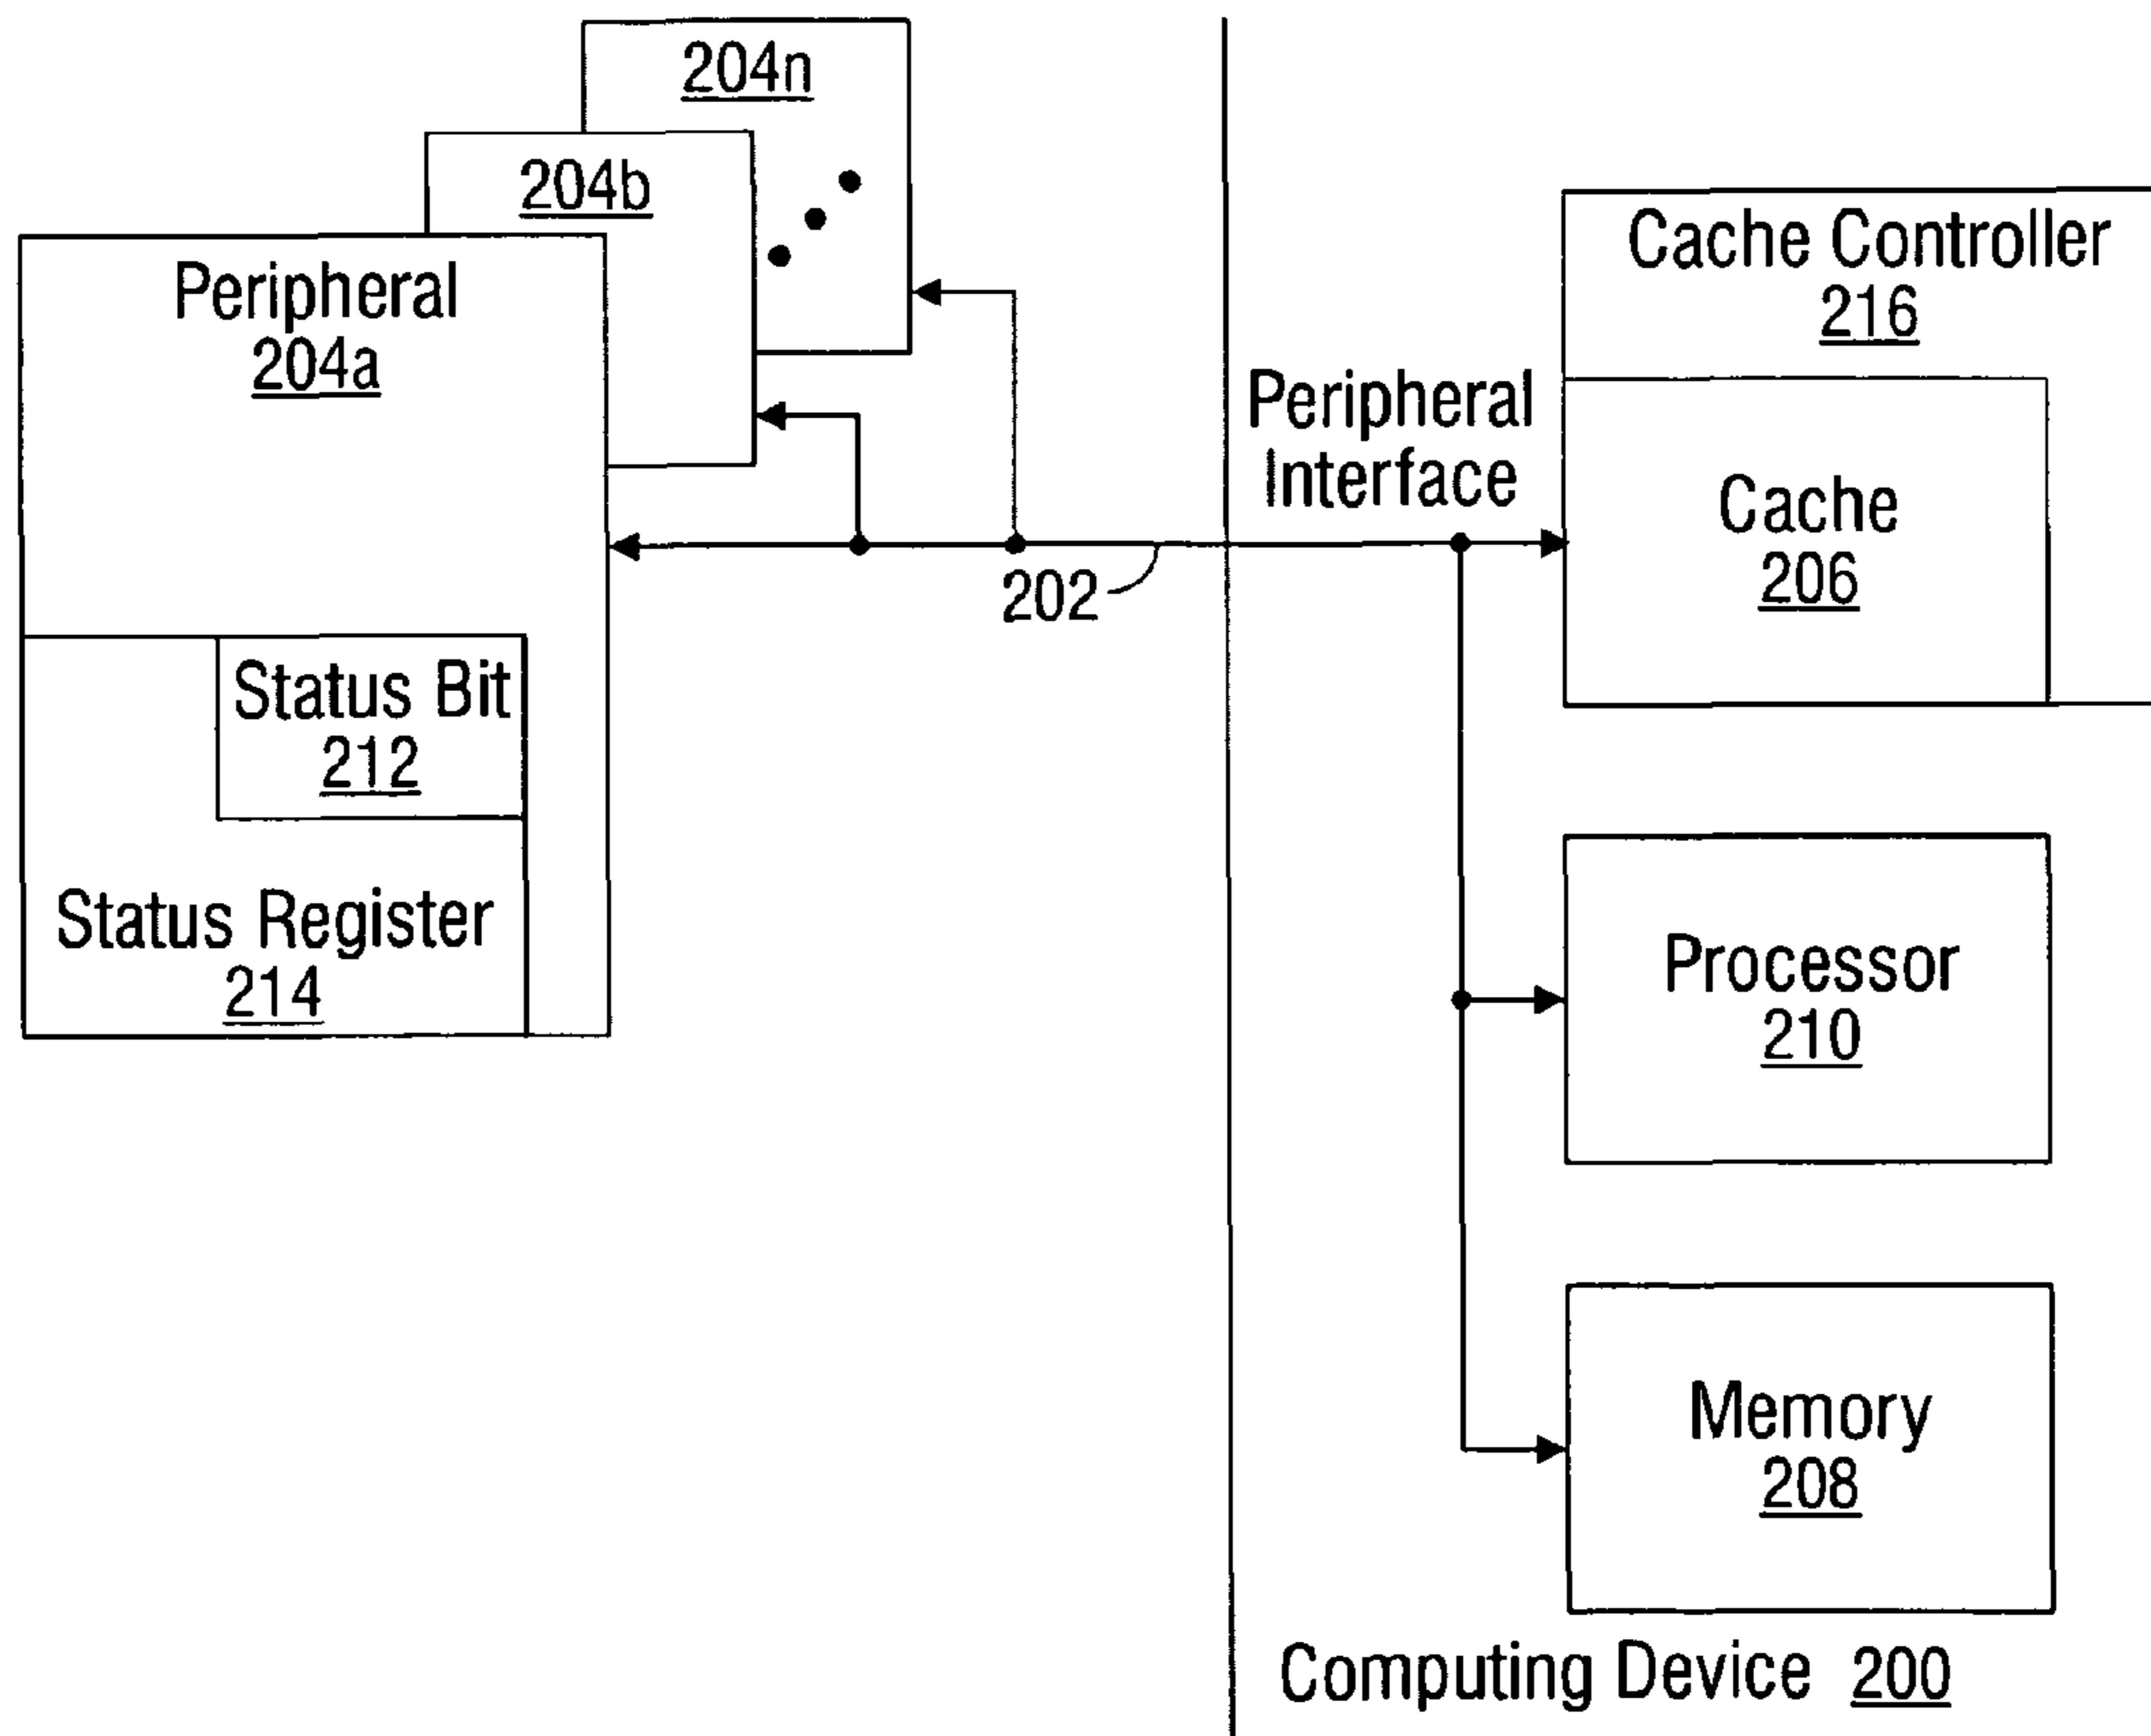 204n
204b
Peripheral
204a
Status Bit
212
Status Register
214
202
Peripheral
Interface
Cache Controller
216
Cache
206
Processor
210
Memory
208
Computing Device 200